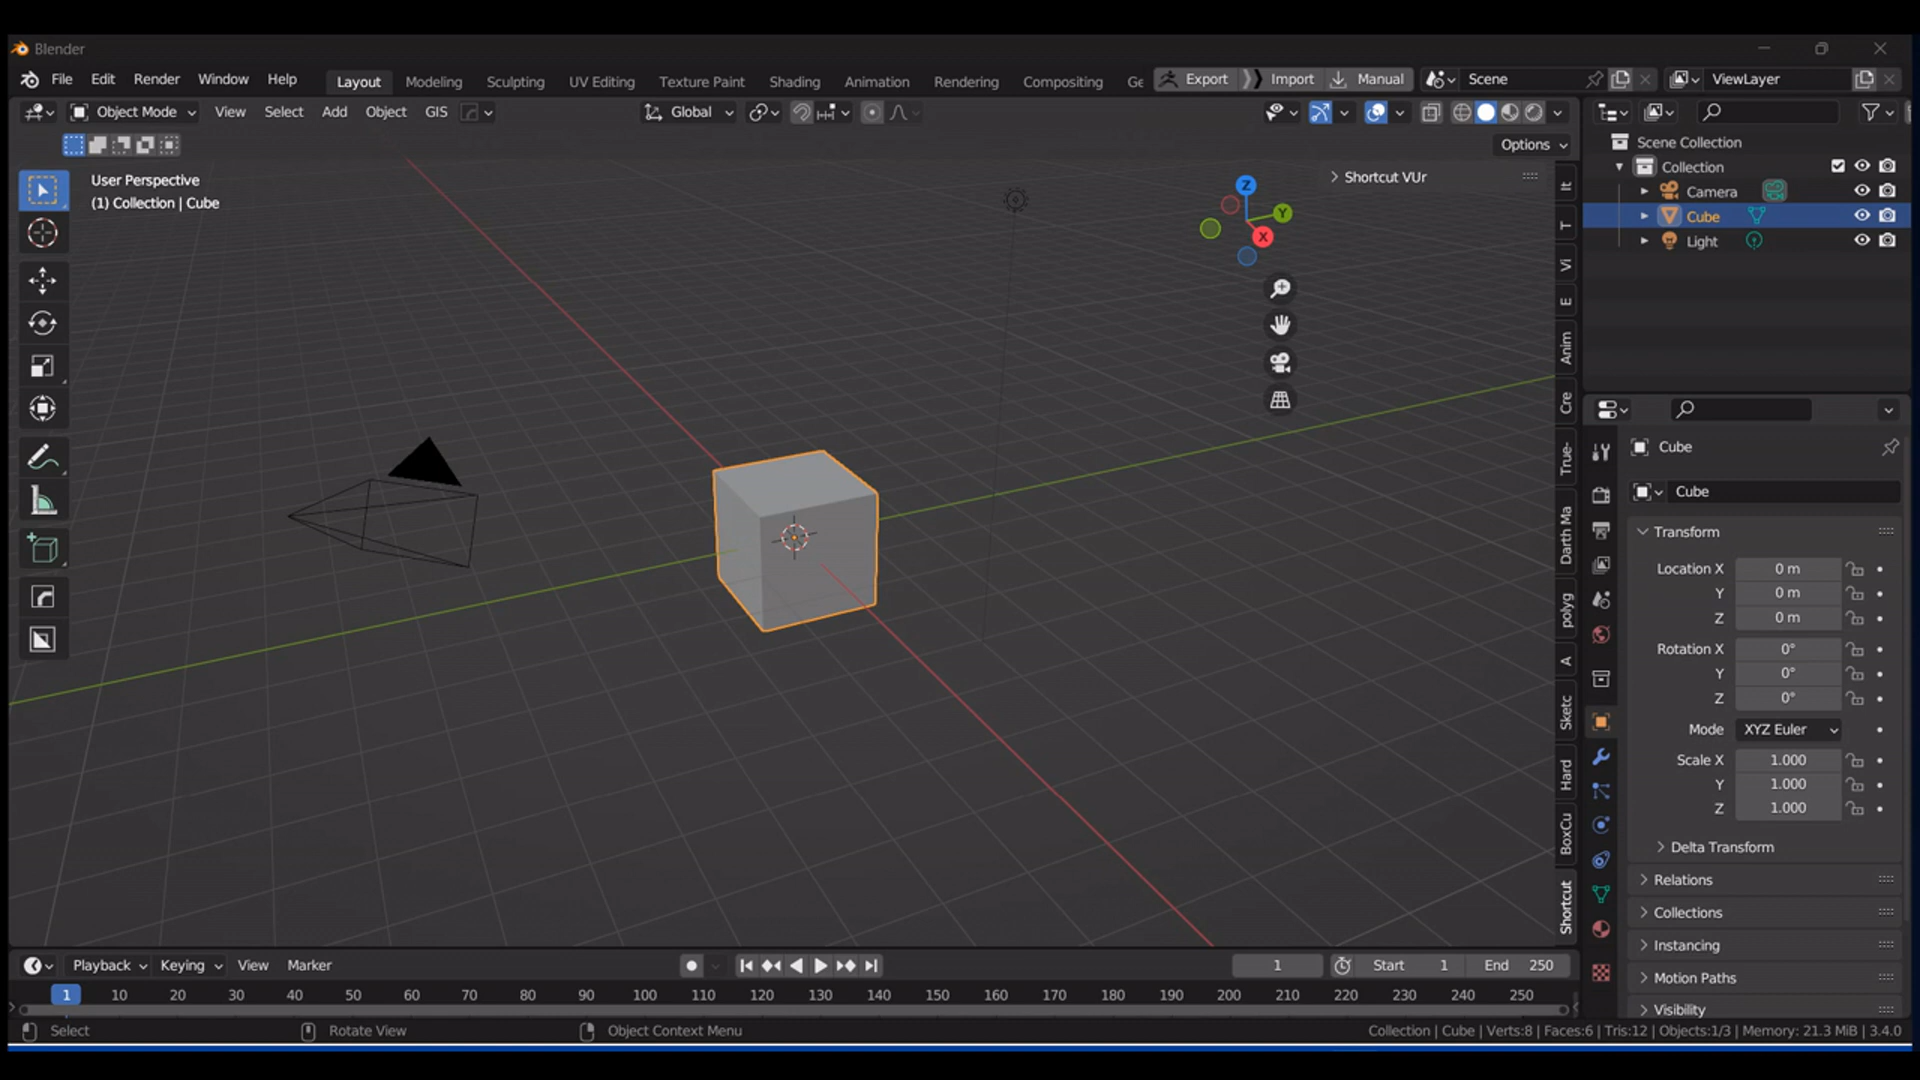 Blender
File Edit Render Window Help Layout Modeling Sculpting UV Editing Texture Paint Shading Animation Rendering Compositing Ge Export Import Manual Scene ViewLayer
Object Mode View Select Add Object GIS Global
Options
User Perspective
(1) Collection | Cube
Shortcut VUr
Z
Y
X
It
T
Vi
E
Anim
Cre
True-
Darth Ma
polyg
A
Sketc
Hard
BoxCu
Shortcut
Scene Collection
Collection
Camera
Cube
Light
Cube
Cube
Transform
Location X 0 m
Y 0 m
Z 0 m
Rotation X 0°
Y 0°
Z 0°
Mode XYZ Euler
Scale X 1.000
Y 1.000
Z 1.000
Delta Transform
Relations
Collections
Instancing
Motion Paths
Visibility
Playback Keying View Marker 1 Start 1 End 250
1 10 20 30 40 50 60 70 80 90 100 110 120 130 140 150 160 170 180 190 200 210 220 230 240 250
Select Rotate View Object Context Menu Collection | Cube | Verts:8 | Faces:6 | Tris:12 | Objects:1/3 | Memory: 21.3 MiB | 3.4.0